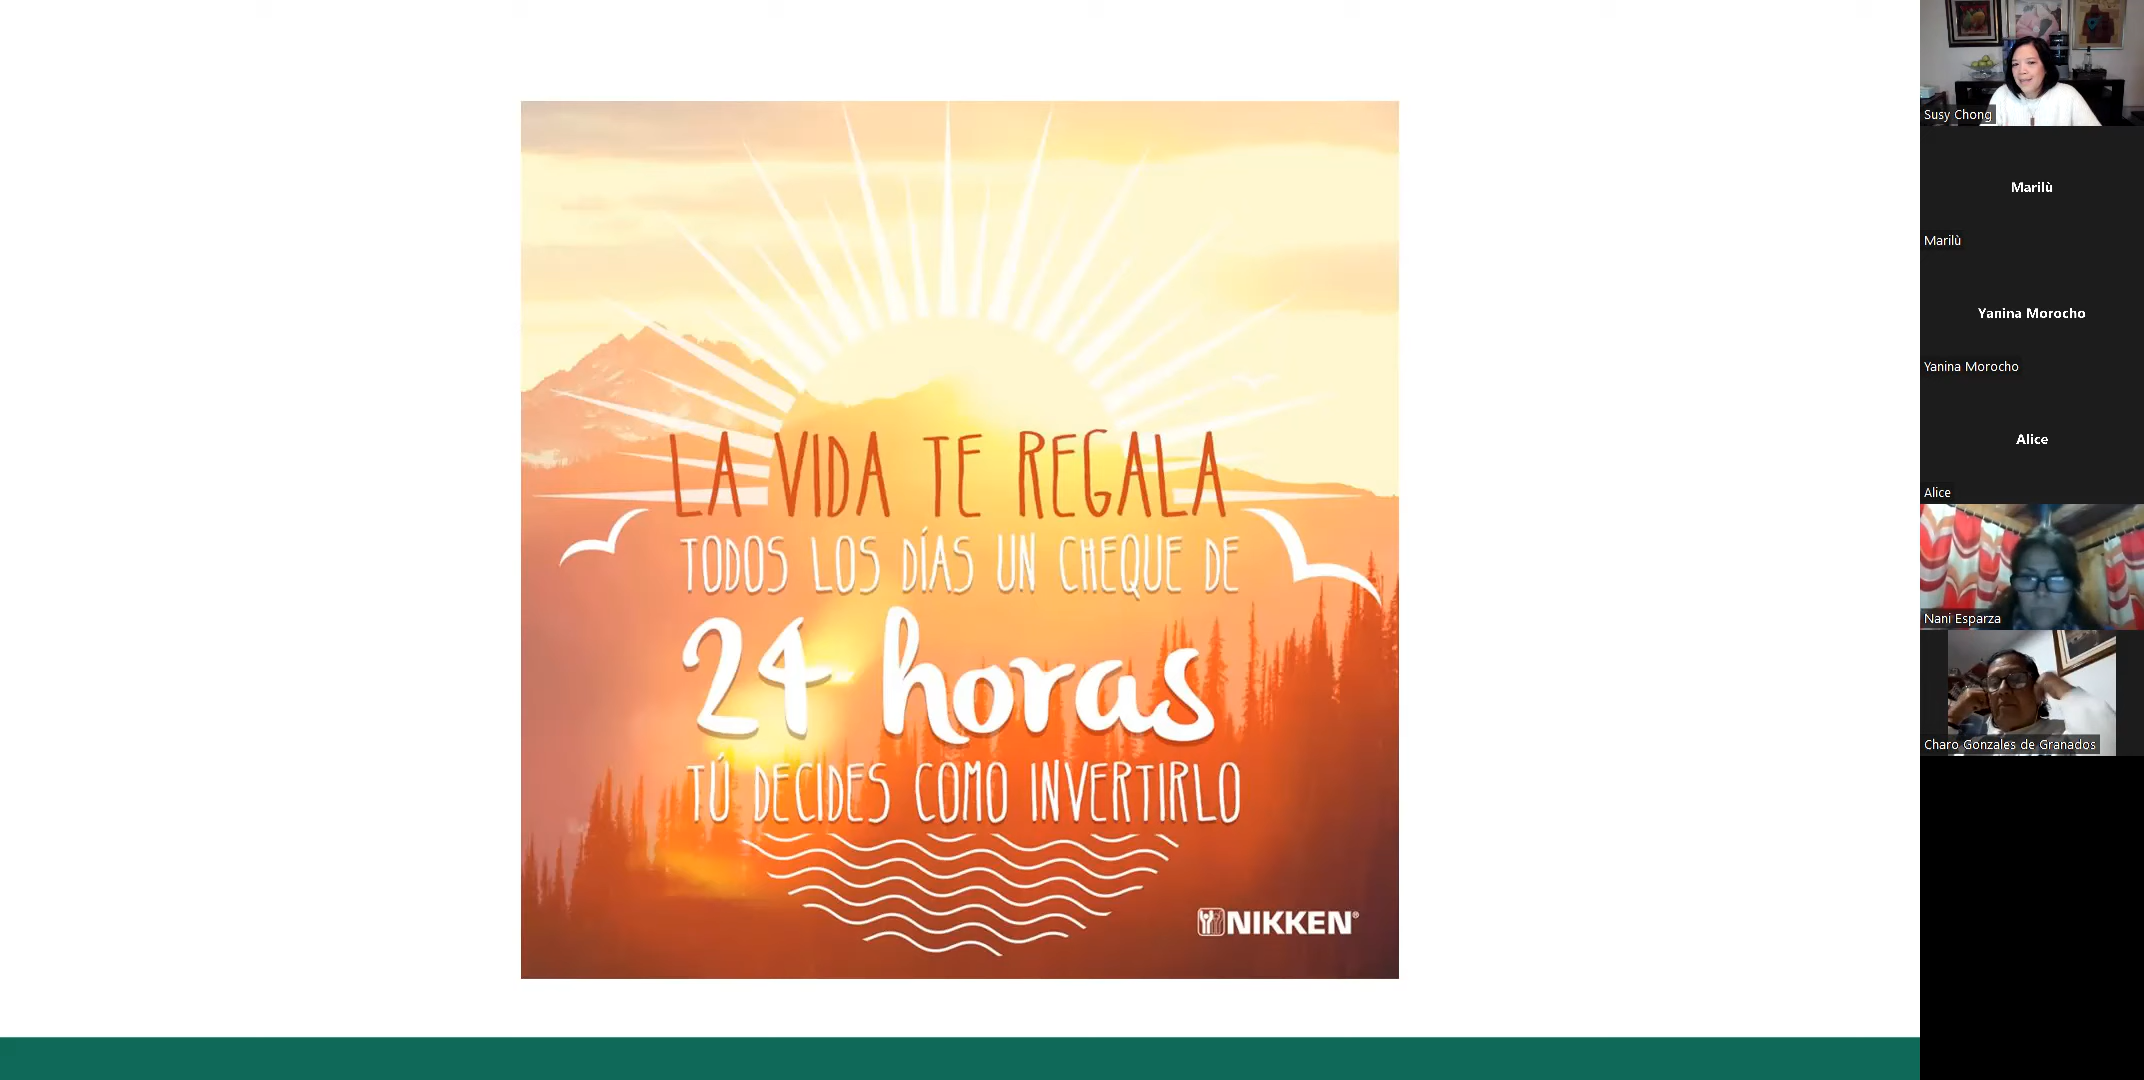 LA VIDA TE REGALA
TODOS LOS DÍAS UN CHEQUE DE
24 horas
TÚ DECIDES COMO INVERTIRLO
NIKKEN®
Susy Chong
Marilù
Marilù
Yanina Morocho
Yanina Morocho
Alice
Alice
Nani Esparza
Charo Gonzales de Granados